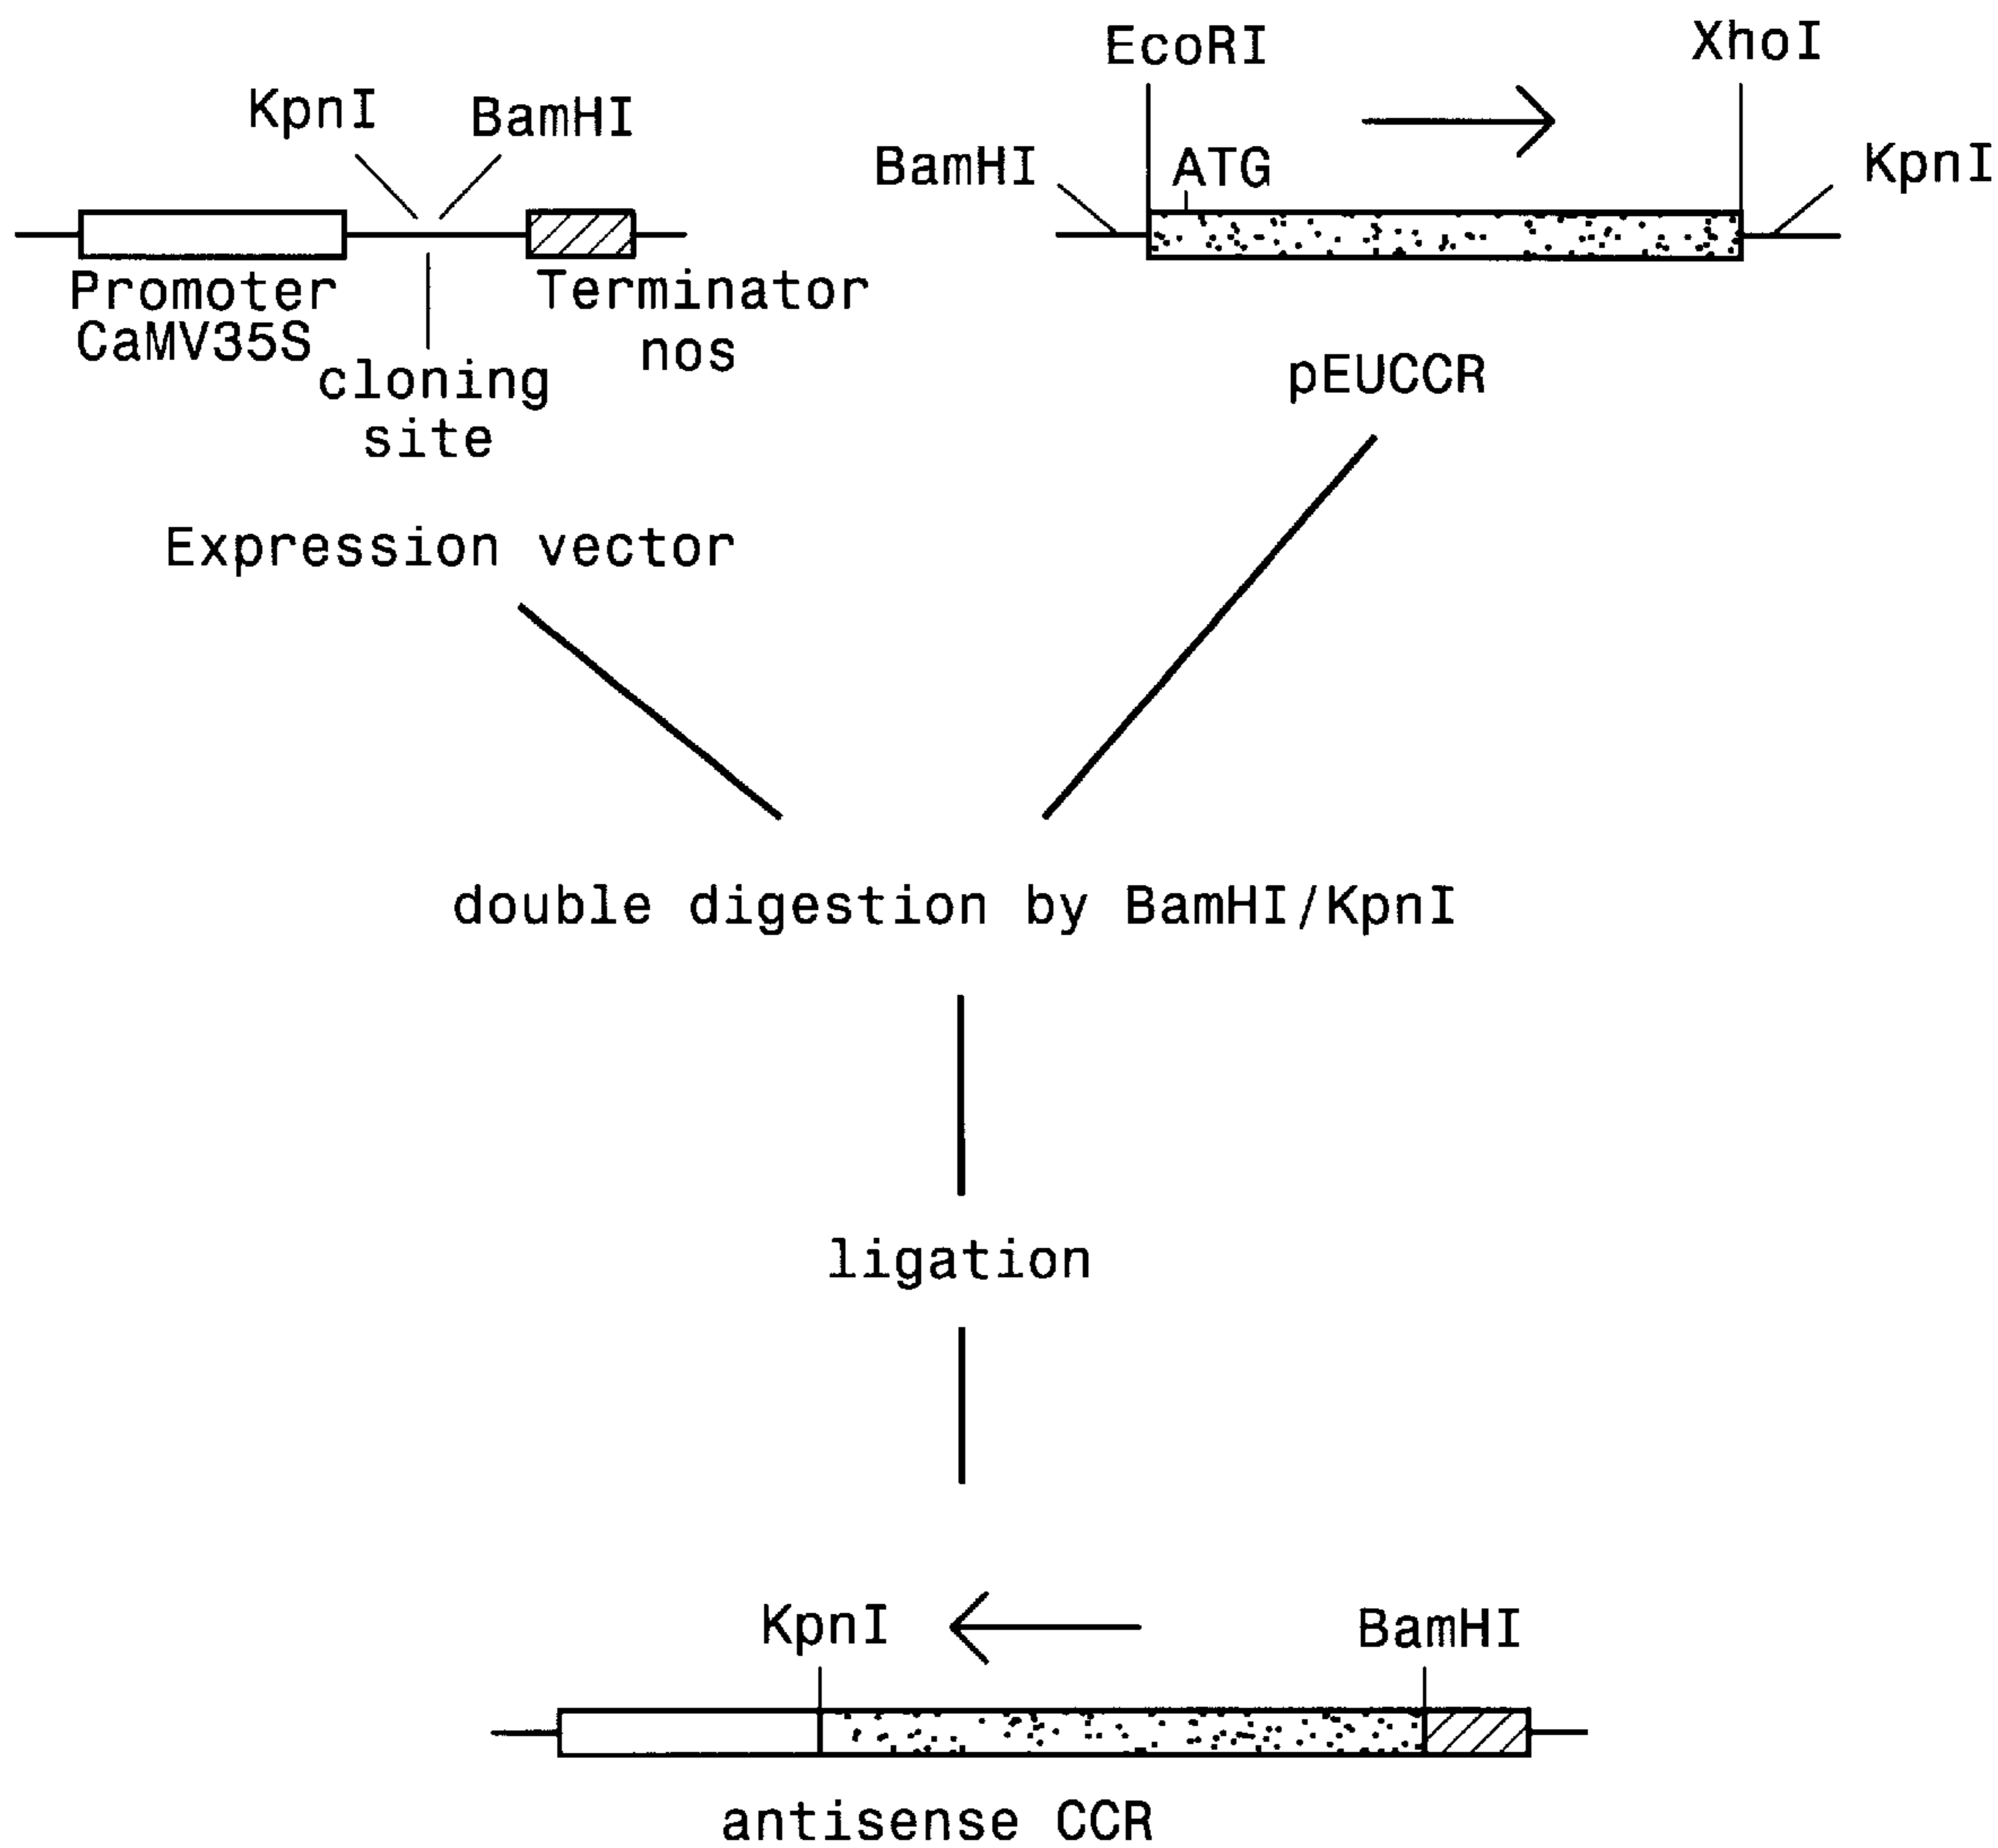 KpnI
BamHI
Promoter
CaMV35S
cloning
site
Terminator
nos
Expression vector
EcoRI
XhoI
BamHI
ATG
KpnI
pEUCCR
double digestion by BamHI/KpnI
ligation
KpnI
BamHI
antisense CCR